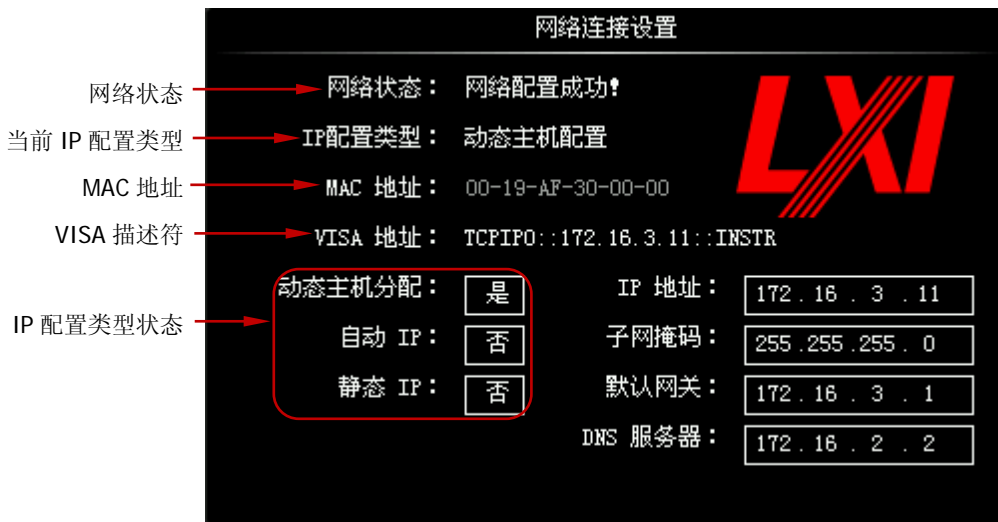 网络连接设置
网络状态 网络状态： 网络配置成功!
当前 IP 配置类型 IP配置类型： 动态主机配置
MAC 地址 MAC 地址： 00-19-AF-30-00-00
VISA 描述符 VISA 地址： TCPIP0::172.16.3.11::INSTR
LXI
动态主机分配： 是 IP 地址： 172.16.3.11
IP 配置类型状态 自动 IP： 否 子网掩码： 255.255.255.0
静态 IP： 否 默认网关： 172.16.3.1
DNS 服务器： 172.16.2.2